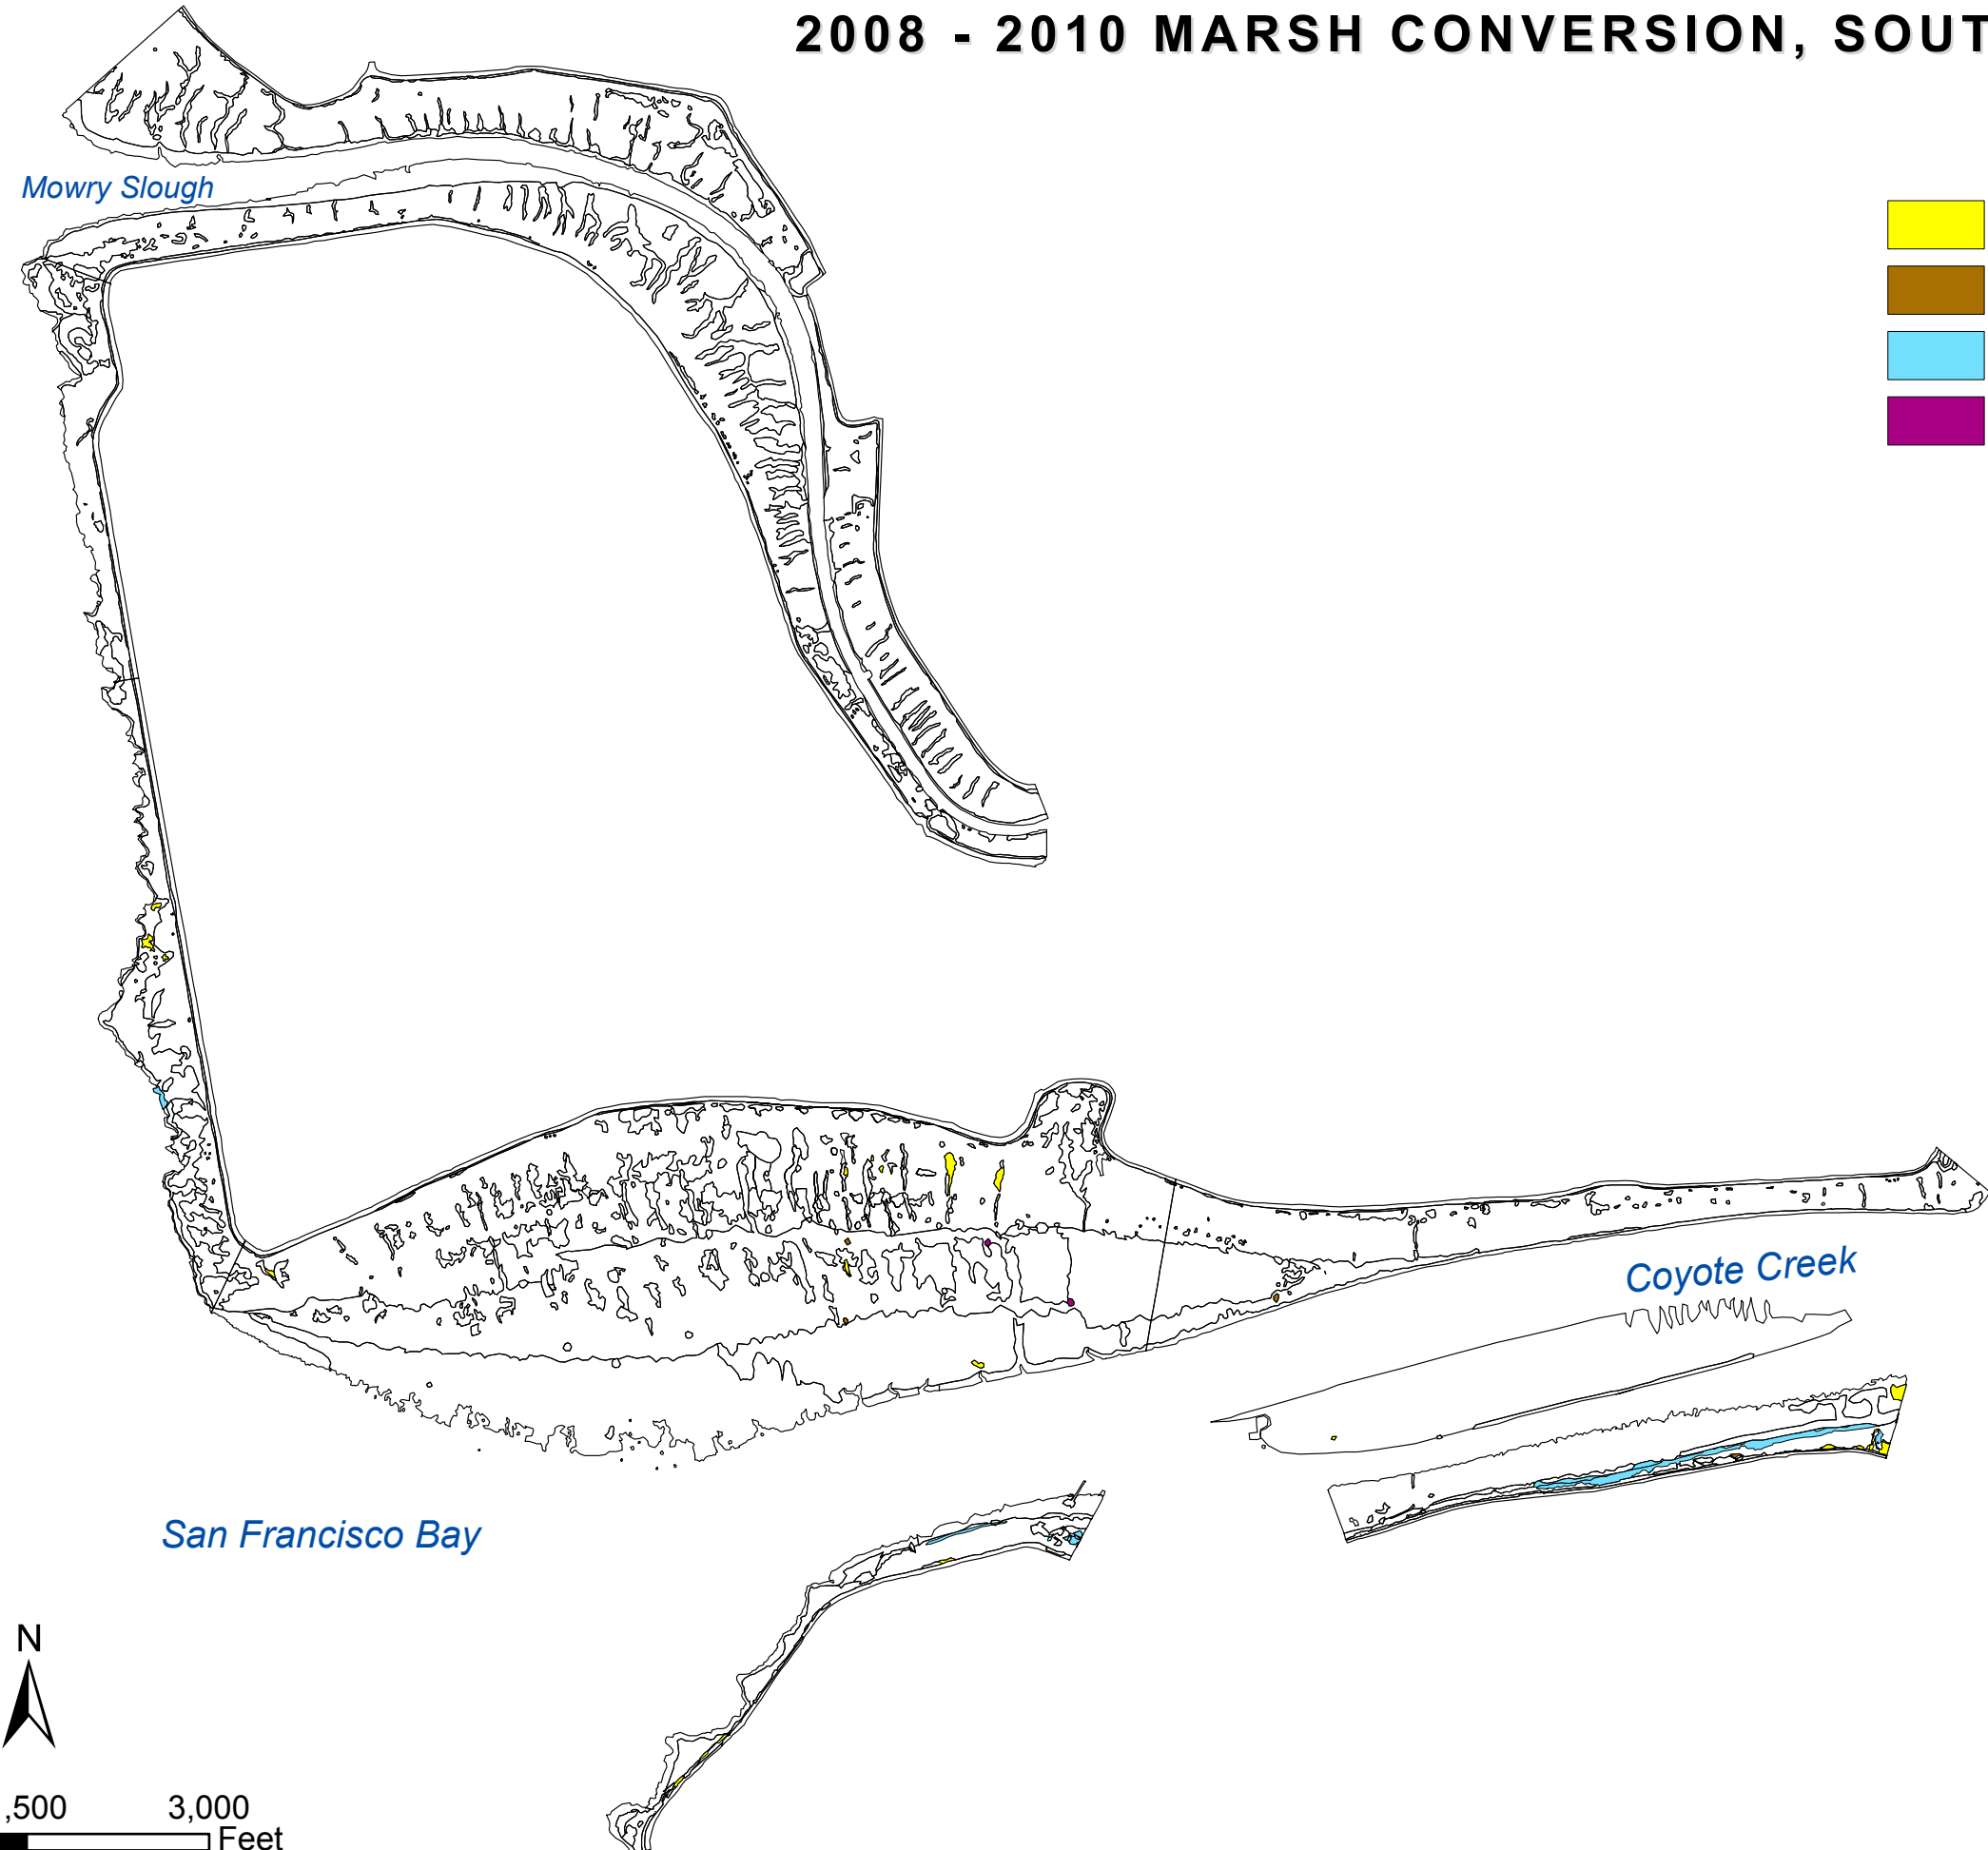 2008 - 2010 MARSH CONVERSION, SOUT
Mowry Slough
Coyote Creek
San Francisco Bay
N
,500 3,000
Feet